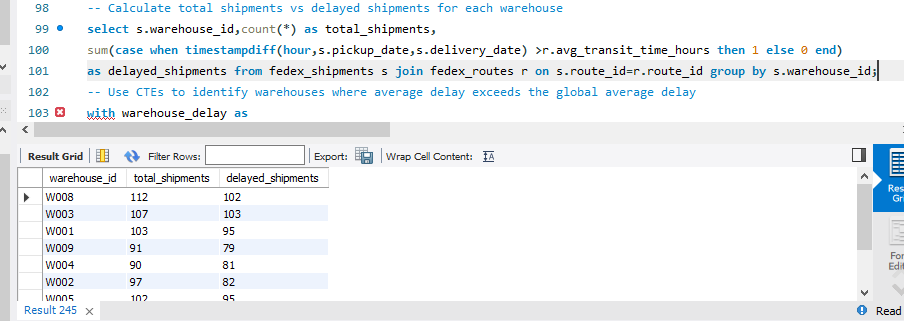 98 -- Calculate total shipments vs delayed shipments for each warehouse
99 select s.warehouse_id,count(*) as total_shipments,
100 sum(case when timestampdiff(hour,s.pickup_date,s.delivery_date) >r.avg_transit_time_hours then 1 else 0 end)
101 as delayed_shipments from fedex_shipments s join fedex_routes r on s.route_id=r.route_id group by s.warehouse_id;
102 -- Use CTEs to identify warehouses where average delay exceeds the global average delay
103 with warehouse_delay as
Result Grid Filter Rows: Export: Wrap Cell Content:
warehouse_id total_shipments delayed_shipments
W008 112 102
W003 107 103
W001 103 95
W009 91 79
W004 90 81
W002 97 82
W005 102 95
Res
Gri
For
Edit
Result 245
Read